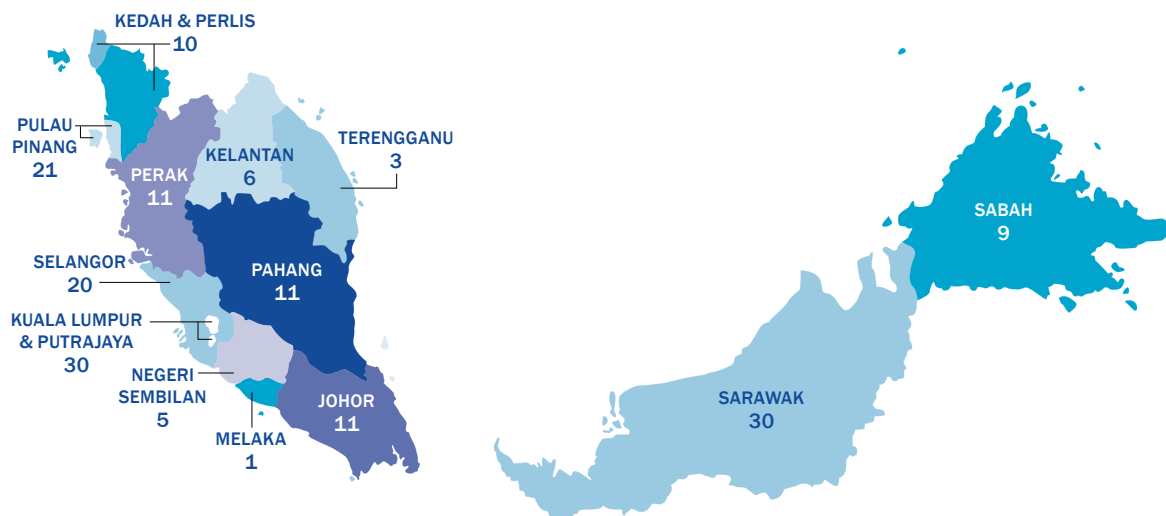 KEDAH & PERLIS
10
PULAU
PINANG
21
PERAK
11
KELANTAN
6
TERENGGANU
3
SELANGOR
20
PAHANG
11
KUALA LUMPUR
& PUTRAJAYA
30
NEGERI
SEMBILAN
5
MELAKA
1
JOHOR
11
SABAH
9
SARAWAK
30